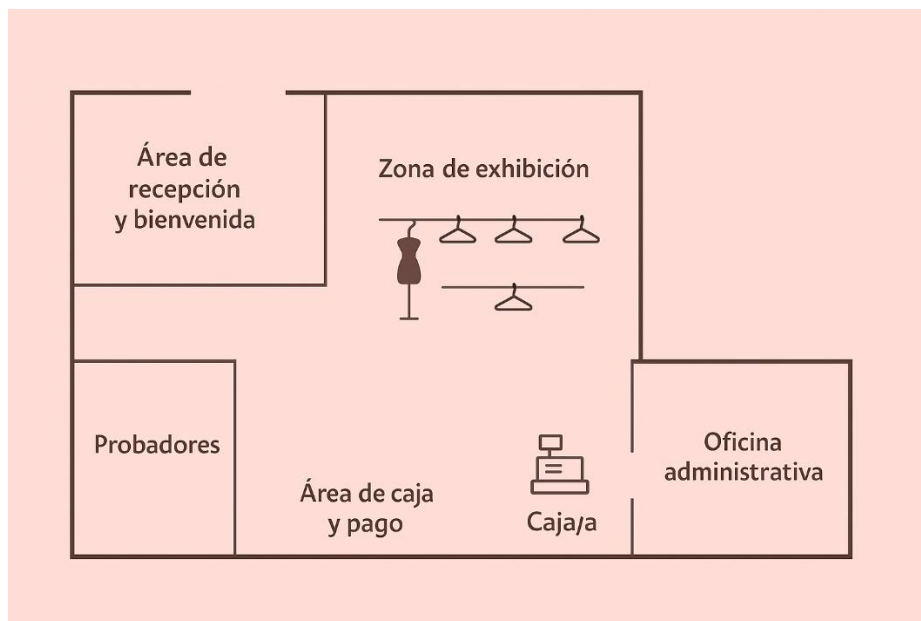 Área de
recepción
y bienvenida
Zona de exhibición
Probadores
Área de caja
y pago
Caja/a
Oficina
administrativa